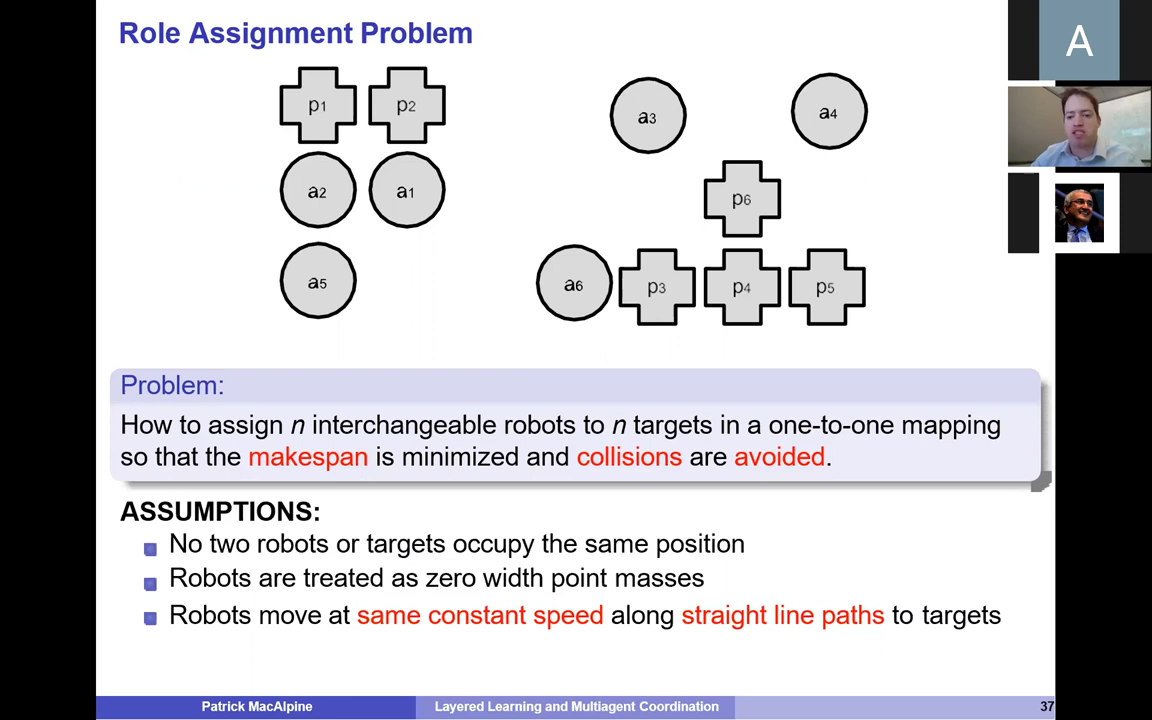 Role Assignment Problem
p1 p2
a3 a4
a2 a1
p6
a5 a6 p3 p4 p5
Problem:
How to assign n interchangeable robots to n targets in a one-to-one mapping
so that the makespan is minimized and collisions are avoided.
ASSUMPTIONS:
No two robots or targets occupy the same position
Robots are treated as zero width point masses
Robots move at same constant speed along straight line paths to targets
Patrick MacAlpine Layered Learning and Multiagent Coordination 37
A